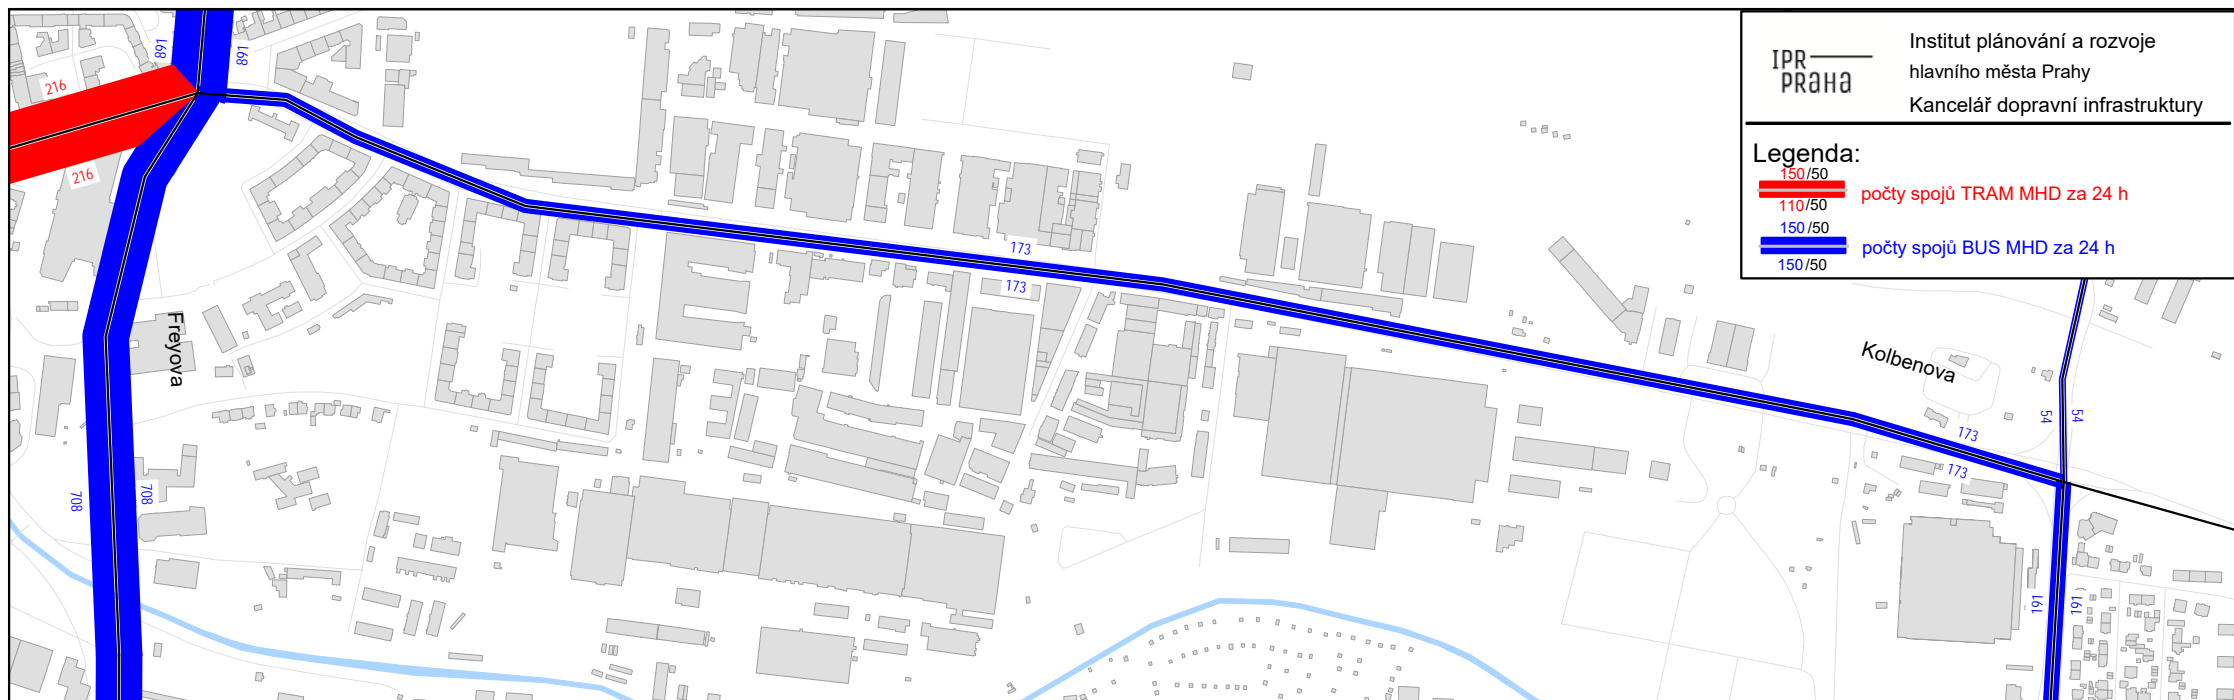 891
891
216
216
173
173
Freyova
708
708
Kolbenova
54
54
173
173
191
191
IPR
PRAHA
Institut plánování a rozvoje
hlavního města Prahy
Kancelář dopravní infrastruktury
Legenda:
150/50
počty spojů TRAM MHD za 24 h
110/50
150/50
počty spojů BUS MHD za 24 h
150/50